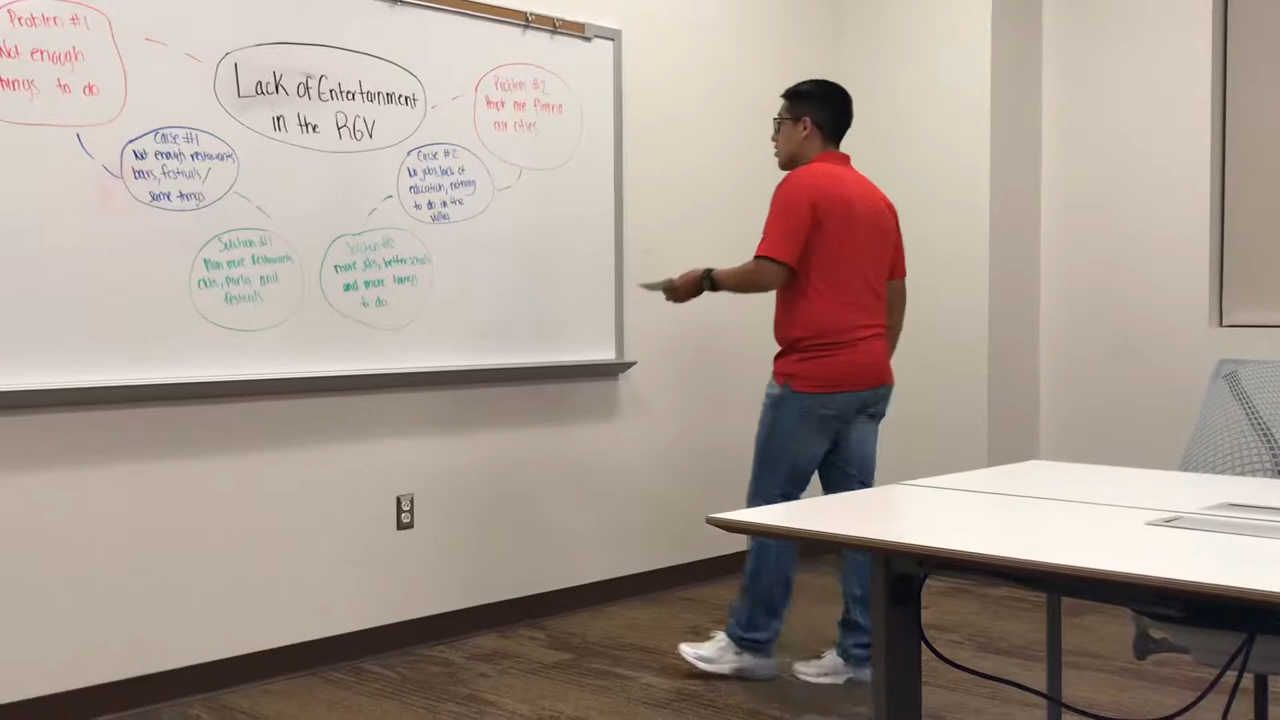 Problem #1
Not enough
things to do
Lack of Entertainment
in the RGV
Problem #2
People are fleeing
our cities
Cause #1
Not enough restaurants
bars, festivals/
same things
Cause #2
No jobs, lack of
education, nothing
to do in the
valley
Solution #1
Plan more Restaurants
clubs, parks and
festivals
Solution #2
more jobs, better schools
and more things
to do